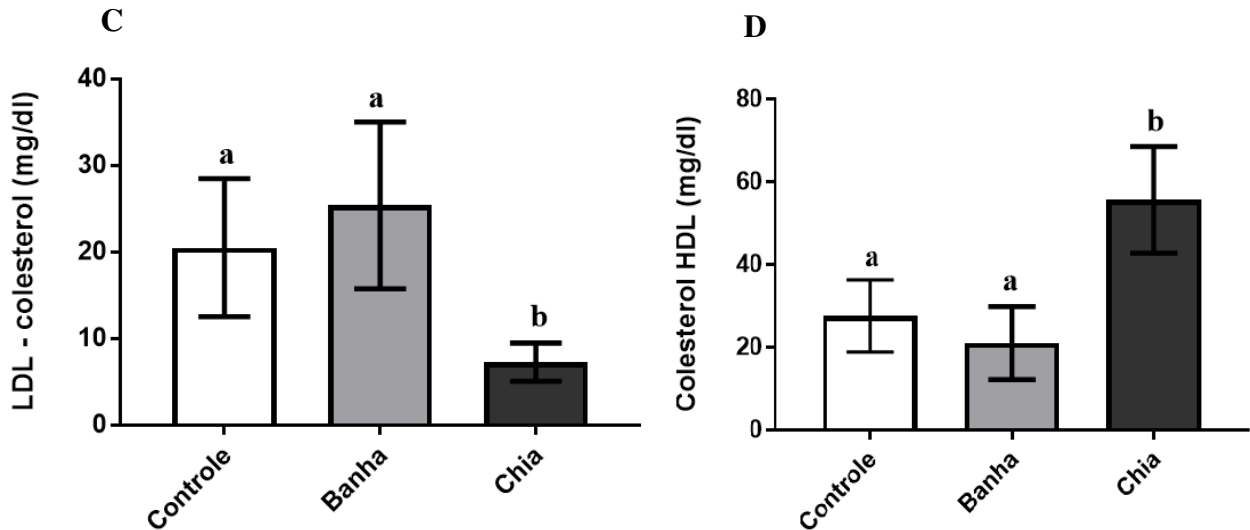 C
LDL - colesterol (mg/dl)
40
30
20
10
0
a
a
b
Controle
Banha
Chia
D
Colesterol HDL (mg/dl)
80
60
40
20
0
a
a
b
Controle
Banha
Chia